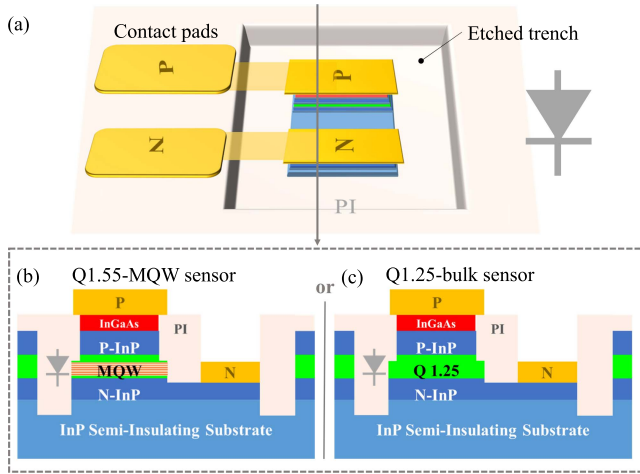 (a)
Contact pads
Etched trench
P
P
N
N
PI
(b)
Q1.55-MQW sensor
or
(c)
Q1.25-bulk sensor
P
InGaAs
PI
P-InP
MQW
N
N-InP
InP Semi-Insulating Substrate
P
InGaAs
PI
P-InP
Q 1.25
N
N-InP
InP Semi-Insulating Substrate